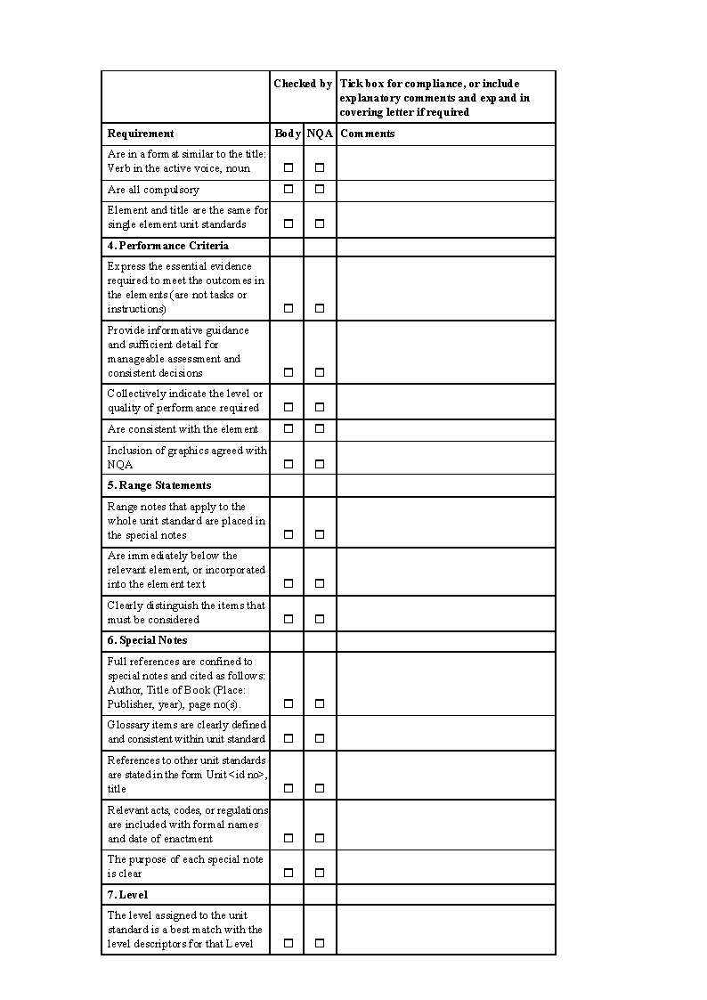 Checked by Tick box for compliance, or include
explanatory comments and expand in
covering letter if required
Requirement Body NQA Comments
Are in a format similar to the title:
Verb in the active voice, noun ☐ ☐
Are all compulsory ☐ ☐
Element and title are the same for
single element unit standards ☐ ☐
4. Performance Criteria
Express the essential evidence
required to meet the outcomes in
the elements (are not tasks or
instructions) ☐ ☐
Provide informative guidance
and sufficient detail for
manageable assessment and
consistent decisions ☐ ☐
Collectively indicate the level or
quality of performance required ☐ ☐
Are consistent with the element ☐ ☐
Inclusion of graphics agreed with
NQA ☐ ☐
5. Range Statements
Range notes that apply to the
whole unit standard are placed in
the special notes ☐ ☐
Are immediately below the
relevant element, or incorporated
into the element text ☐ ☐
Clearly distinguish the items that
must be considered ☐ ☐
6. Special Notes
Full references are confined to
special notes and cited as follows:
Author, Title of Book (Place:
Publisher, year), page no(s). ☐ ☐
Glossary items are clearly defined
and consistent within unit standard ☐ ☐
References to other unit standards
are stated in the form Unit <id no>,
title ☐ ☐
Relevant acts, codes, or regulations
are included with formal names
and date of enactment ☐ ☐
The purpose of each special note
is clear ☐ ☐
7. Level
The level assigned to the unit
standard is a best match with the
level descriptors for that Level ☐ ☐